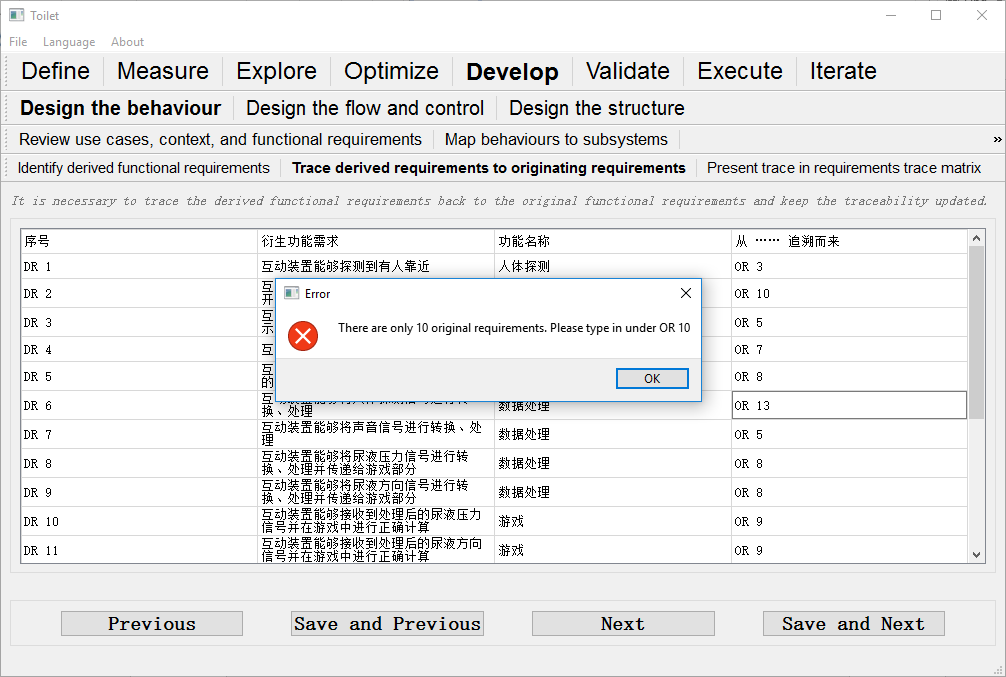 Toilet
File Language About
Define Measure Explore Optimize Develop Validate Execute Iterate
Design the behaviour Design the flow and control Design the structure
Review use cases, context, and functional requirements Map behaviours to subsystems »
Identify derived functional requirements Trace derived requirements to originating requirements Present trace in requirements trace matrix
It is necessary to trace the derived functional requirements back to the original functional requirements and keep the traceability updated.
序号 衍生功能需求 功能名称 从 …… 追溯而来
DR 1 互动装置能够探测到有人靠近 人体探测 OR 3
DR 2 互 OR 10
开
DR 3 互 OR 5
示
DR 4 互 OR 7
DR 5 互 OR 8
的
Error
There are only 10 original requirements. Please type in under OR 10
OK
DR 6 数据处理 OR 13
换、处理
DR 7 互动装置能够将声音信号进行转换、处 数据处理 OR 5
理
DR 8 互动装置能够将尿液压力信号进行转 数据处理 OR 8
换、处理并传递给游戏部分
DR 9 互动装置能够将尿液方向信号进行转 数据处理 OR 8
换、处理并传递给游戏部分
DR 10 互动装置能够接收到处理后的尿液压力 游戏 OR 9
信号并在游戏中进行正确计算
DR 11 互动装置能够接收到处理后的尿液方向 游戏 OR 9
信号并在游戏中进行正确计算
Previous Save and Previous Next Save and Next